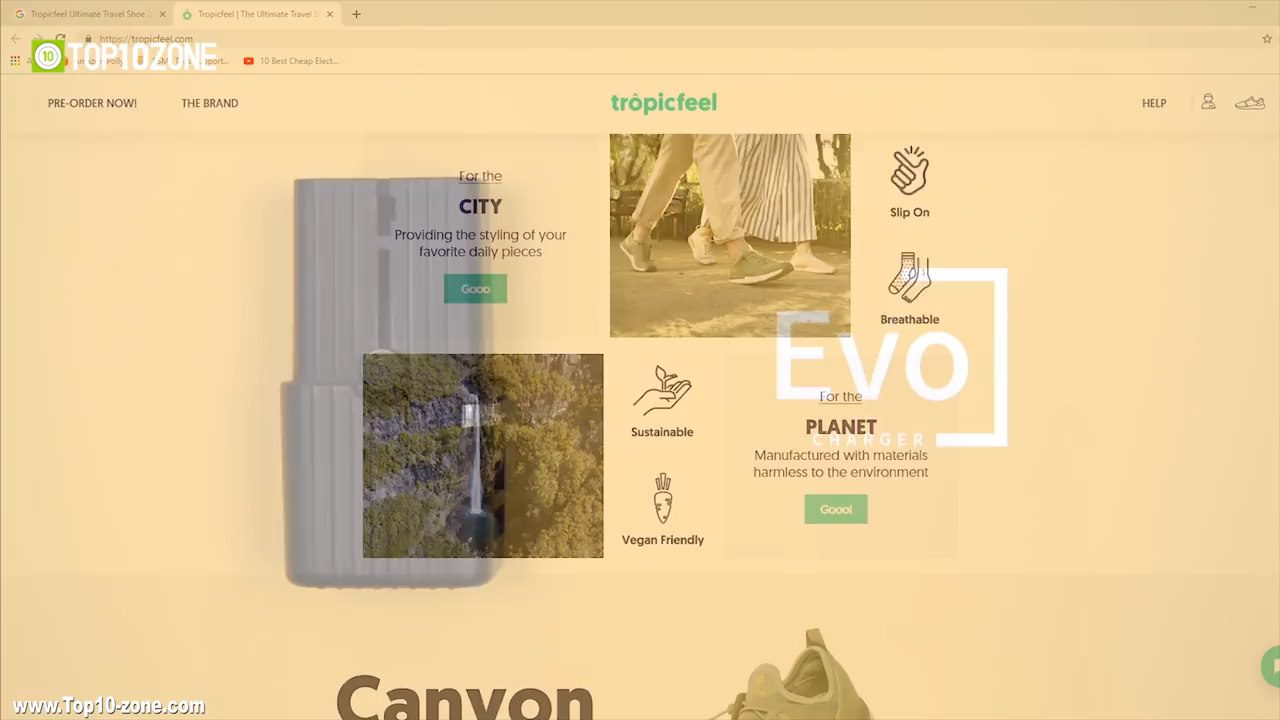 Tropicfeel Ultimate Travel Shoe
Tropicfeel | The Ultimate Travel S
https://tropicfeel.com
10
TOP10ZONE
10 Best Cheap Elect...
PRE-ORDER NOW!
THE BRAND
trôpicfeel
HELP
For the
CITY
Providing the styling of your
favorite daily pieces
Gooo
Slip On
Breathable
EVO
CHARGER
Sustainable
Vegan Friendly
For the
PLANET
Manufactured with materials
harmless to the environment
Goool
Canyon
www.Top10-zone.com